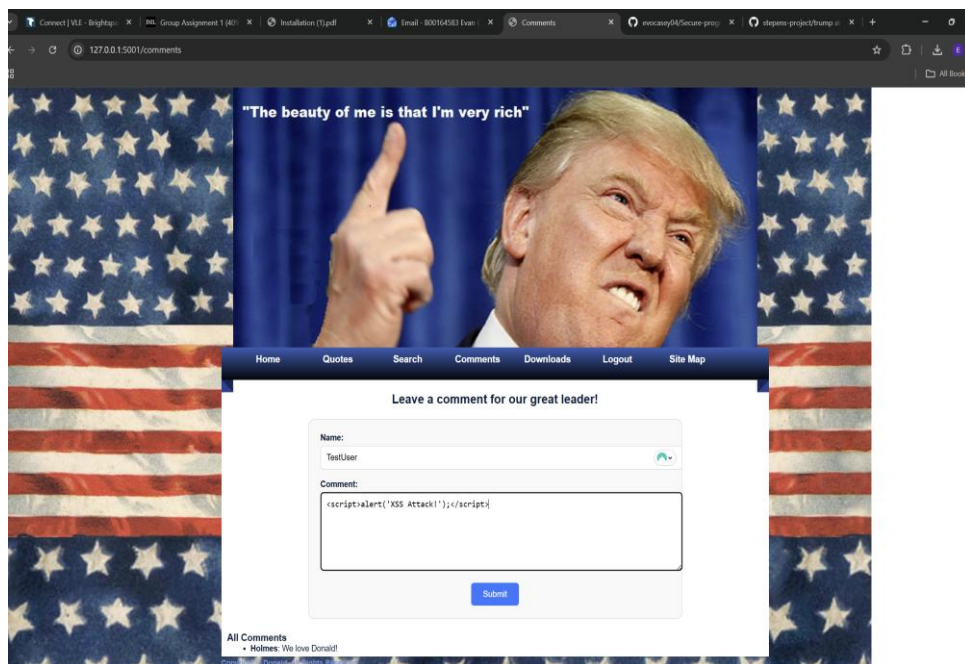 Connect | VLE - Brightspa
Group Assignment 1 (40%
Installation (1).pdf
Email - B00164583 Evan C
Comments
evocasey04/Secure-progr
stepens-project/trump at
127.0.0.1:5001/comments
All Book
"The beauty of me is that I'm very rich"
Home Quotes Search Comments Downloads Logout Site Map
Leave a comment for our great leader!
Name:
TestUser
Comment:
<script>alert('XSS Attack!');</script>
Submit
All Comments
• Holmes: We love Donald!